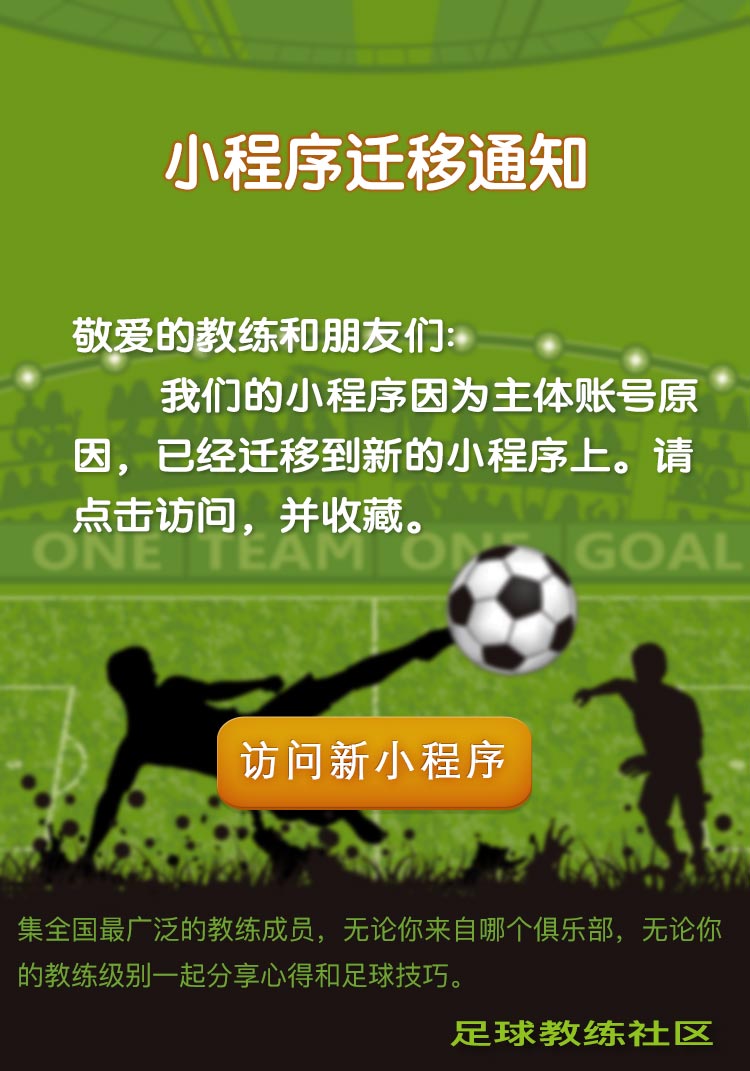 小程序迁移通知
敬爱的教练和朋友们:
我们的小程序因为主体账号原
因，已经迁移到新的小程序上。请
点击访问，并收藏。
ONE TEAM ONE GOAL
访问新小程序
集全国最广泛的教练成员，无论你来自哪个俱乐部，无论你
的教练级别一起分享心得和足球技巧。
足球教练社区